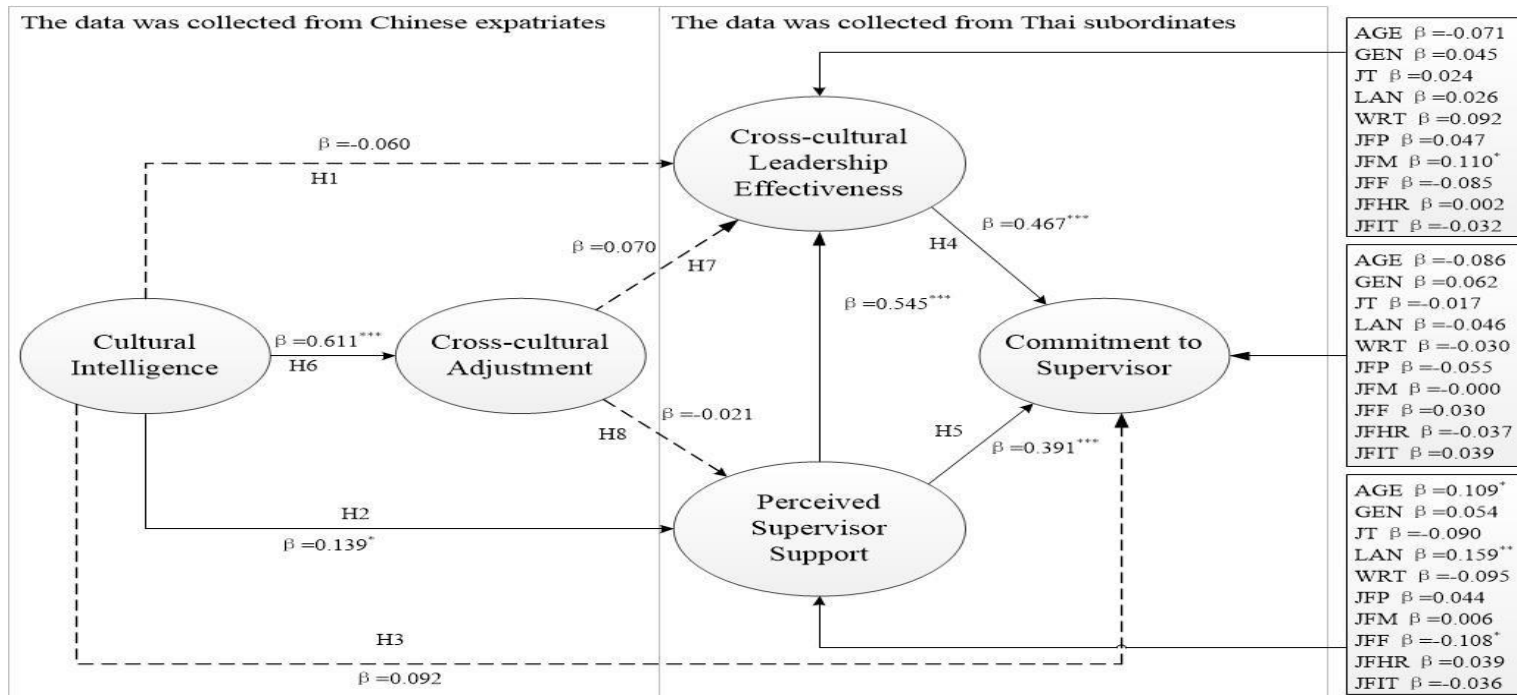 The data was collected from Chinese expatriates
The data was collected from Thai subordinates
β=-0.060
H1
Cross-cultural
Leadership
Effectiveness
β=0.070
H7
β=0.467***
H4
β=0.545***
Cultural
Intelligence
β=0.611***
H6
Cross-cultural
Adjustment
Commitment to
Supervisor
β=-0.021
H8
H5
β=0.391***
H2
β=0.139*
Perceived
Supervisor
Support
H3
β=0.092
AGE β=-0.071
GEN β=0.045
JT β=0.024
LAN β=0.026
WRT β=0.092
JFP β=0.047
JFM β=0.110*
JFF β=-0.085
JFHR β=0.002
JFIT β=-0.032
AGE β=-0.086
GEN β=0.062
JT β=-0.017
LAN β=-0.046
WRT β=-0.030
JFP β=-0.055
JFM β=-0.000
JFF β=0.030
JFHR β=-0.037
JFIT β=0.039
AGE β=0.109*
GEN β=0.054
JT β=-0.090
LAN β=0.159**
WRT β=-0.095
JFP β=0.044
JFM β=0.006
JFF β=-0.108*
JFHR β=0.039
JFIT β=-0.036